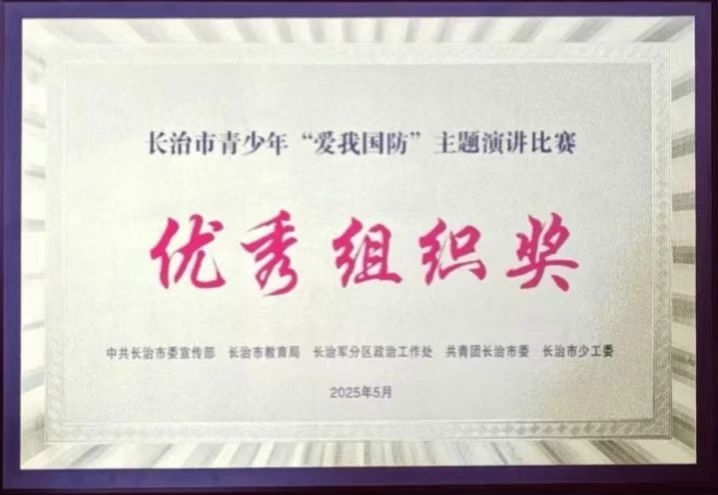 长治市青少年“爱我国防”主题演讲比赛
优秀组织奖
中共长治市委宣传部 长治市教育局 长治军分区政治工作处 共青团长治市委 长治市少工委
2025年5月